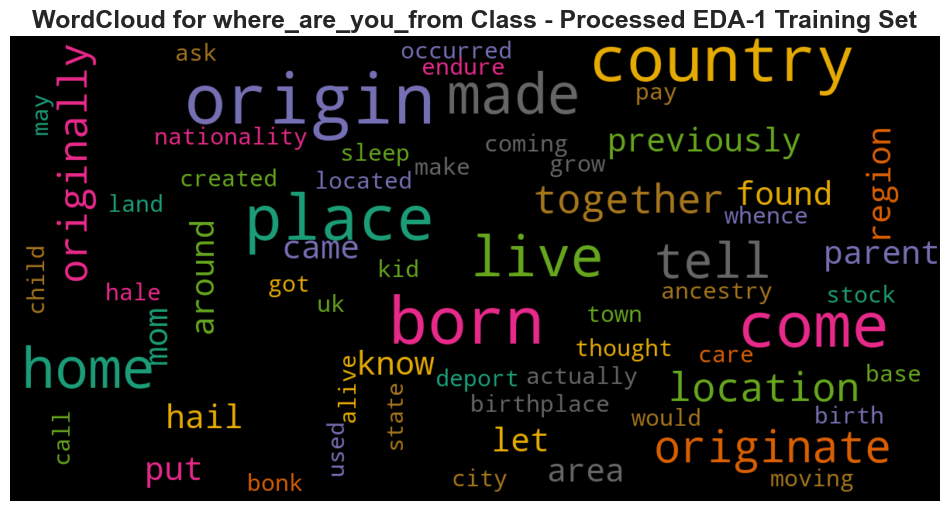 WordCloud for where_are_you_from Class - Processed EDA-1 Training Set
ask
occurred
endure
country
may
originally
origin
made
pay
nationality
sleep
make
coming
grow
previously
region
created
located
land
place
together
found
whence
around
came
live
tell
parent
child
kid
hale
got
uk
ancestry
stock
mom
born
town
come
home
know
thought
care
alive
deport
actually
location
base
call
hail
state
birthplace
would
birth
used
let
originate
put
bonk
city
area
moving